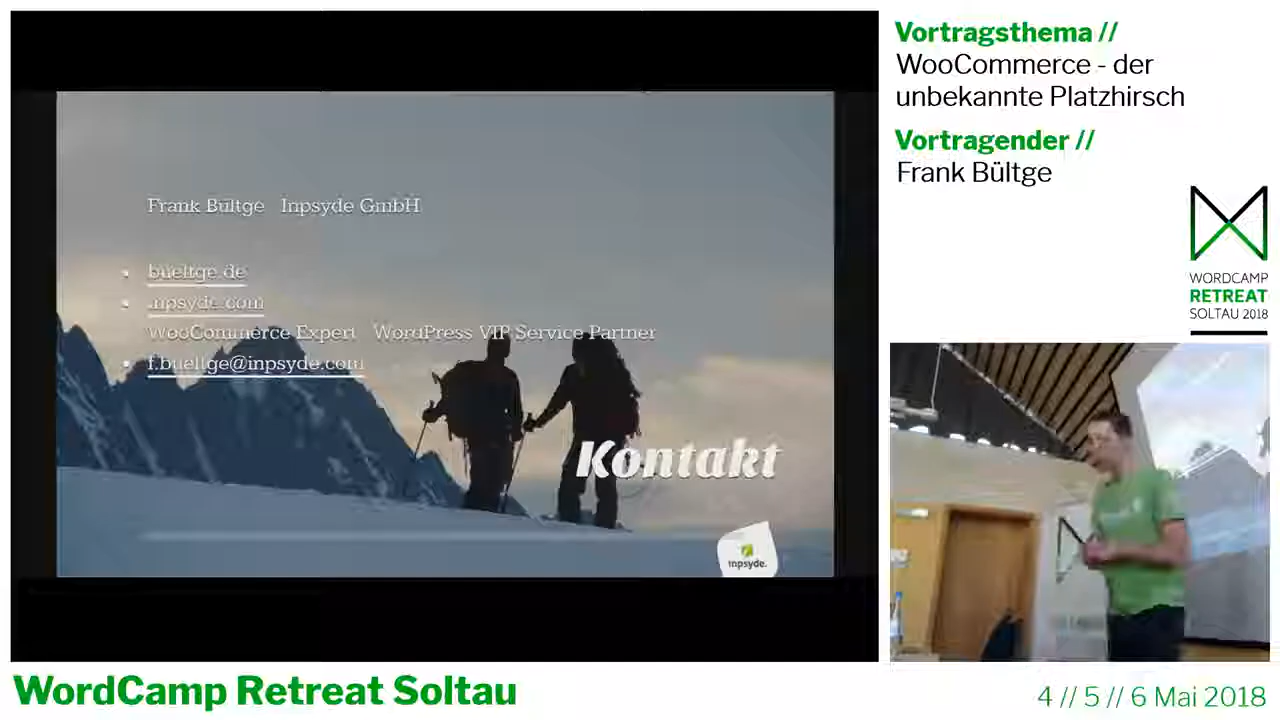 Frank Bültge Inpsyde GmbH
bueltge.de
inpsyde.com
WooCommerce Expert WordPress VIP Service Partner
f.bueltge@inpsyde.com
Kontakt
inpsyde.
Vortragsthema //
WooCommerce - der
unbekannte Platzhirsch
Vortragender //
Frank Bültge
WORDCAMP
RETREAT
SOLTAU 2018
WordCamp Retreat Soltau
4 // 5 // 6 Mai 2018